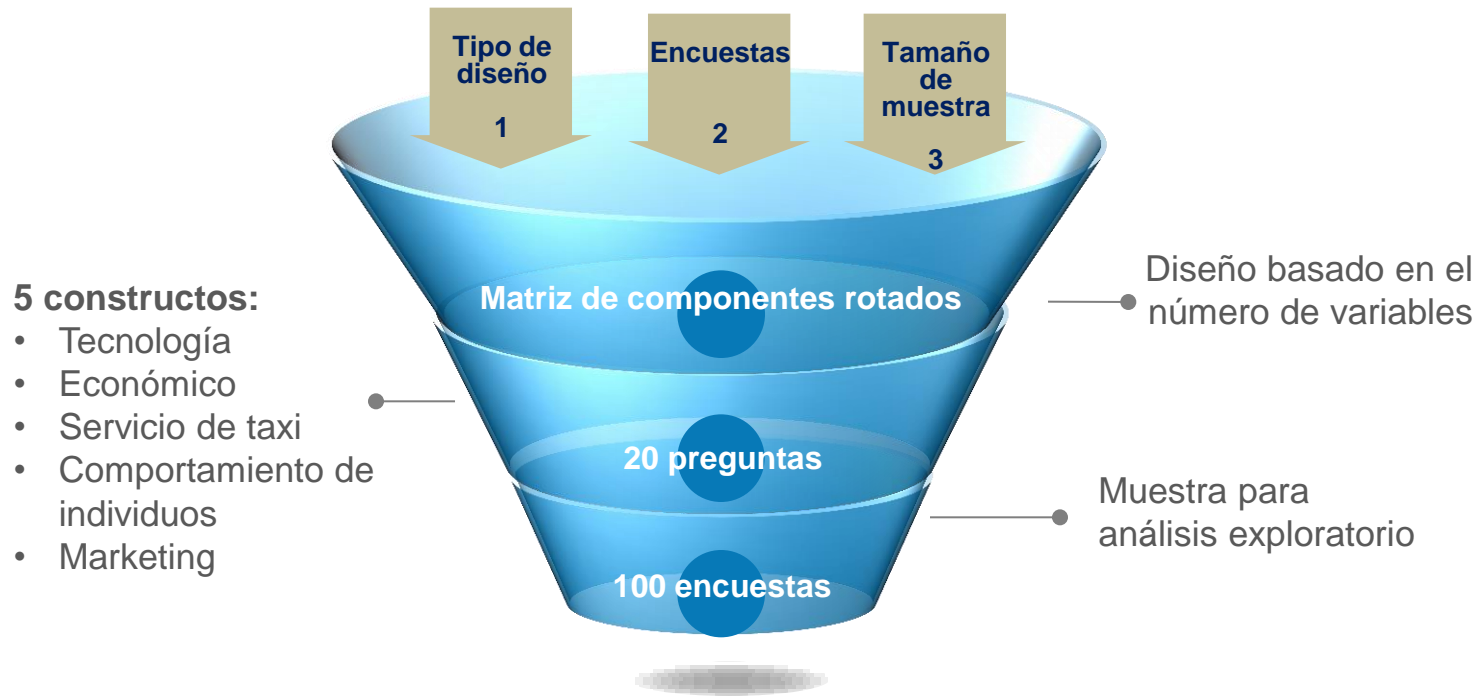 Tipo de
diseño
1
Encuestas
2
Tamaño
de
muestra
3
Matriz de componentes rotados
Diseño basado en el
número de variables
5 constructos:
• Tecnología
• Económico
• Servicio de taxi
• Comportamiento de
individuos
• Marketing
20 preguntas
Muestra para
análisis exploratorio
100 encuestas